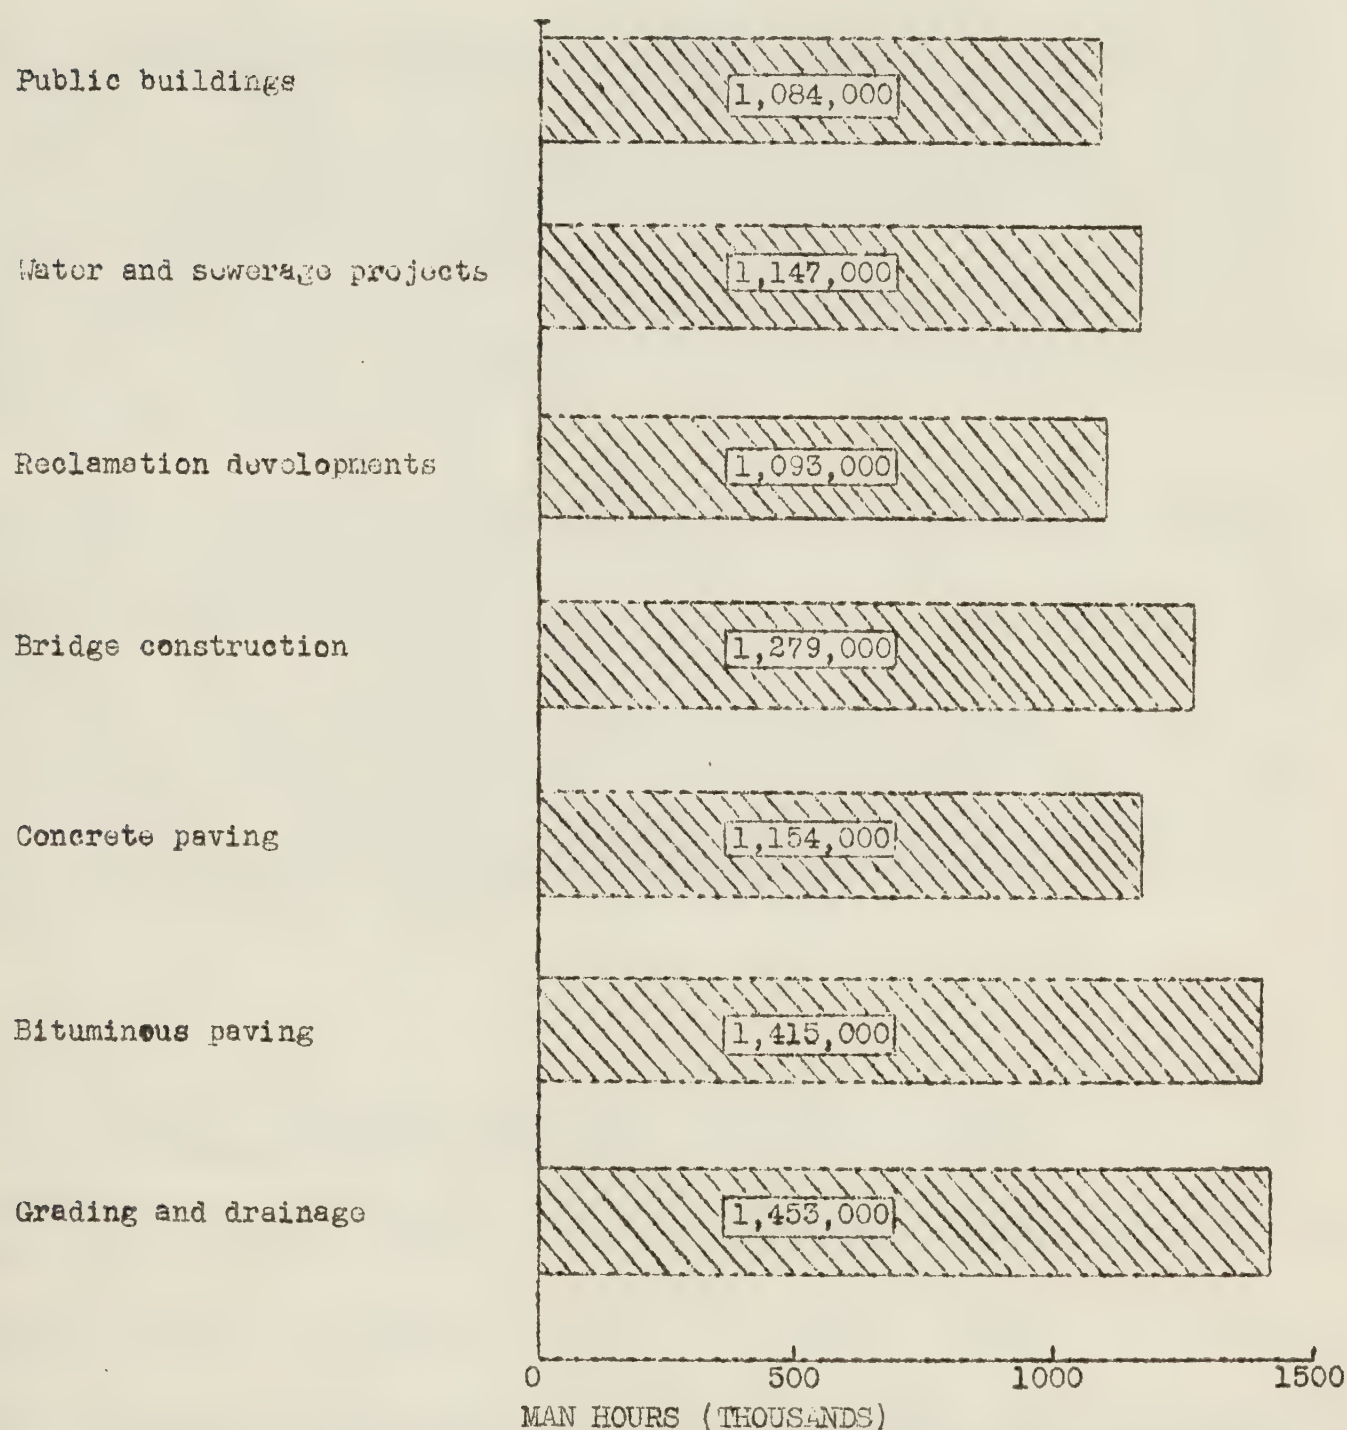 Public buildings
1,084,000
Water and sewerage projects
1,147,000
Reclamation developments
1,093,000
Bridge construction
1,279,000
Concrete paving
1,154,000
Bituminous paving
1,415,000
Grading and drainage
1,453,000
0 500 1000 1500
MAN HOURS (THOUSANDS)